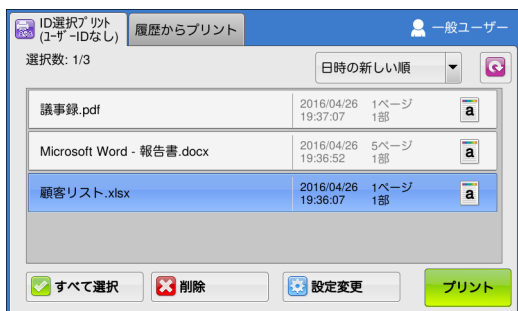 ID選択ﾌﾟﾘﾝﾄ
(ﾕｰｻﾞｰIDなし)
履歴からプリント
一般ユーザー
選択数: 1/3
日時の新しい順
議事録.pdf
2016/04/26 1ページ
19:37:07 1部
a
Microsoft Word - 報告書.docx
2016/04/26 5ページ
19:36:52 1部
a
顧客リスト.xlsx
2016/04/26 1ページ
19:36:07 1部
a
すべて選択
削除
設定変更
プリント